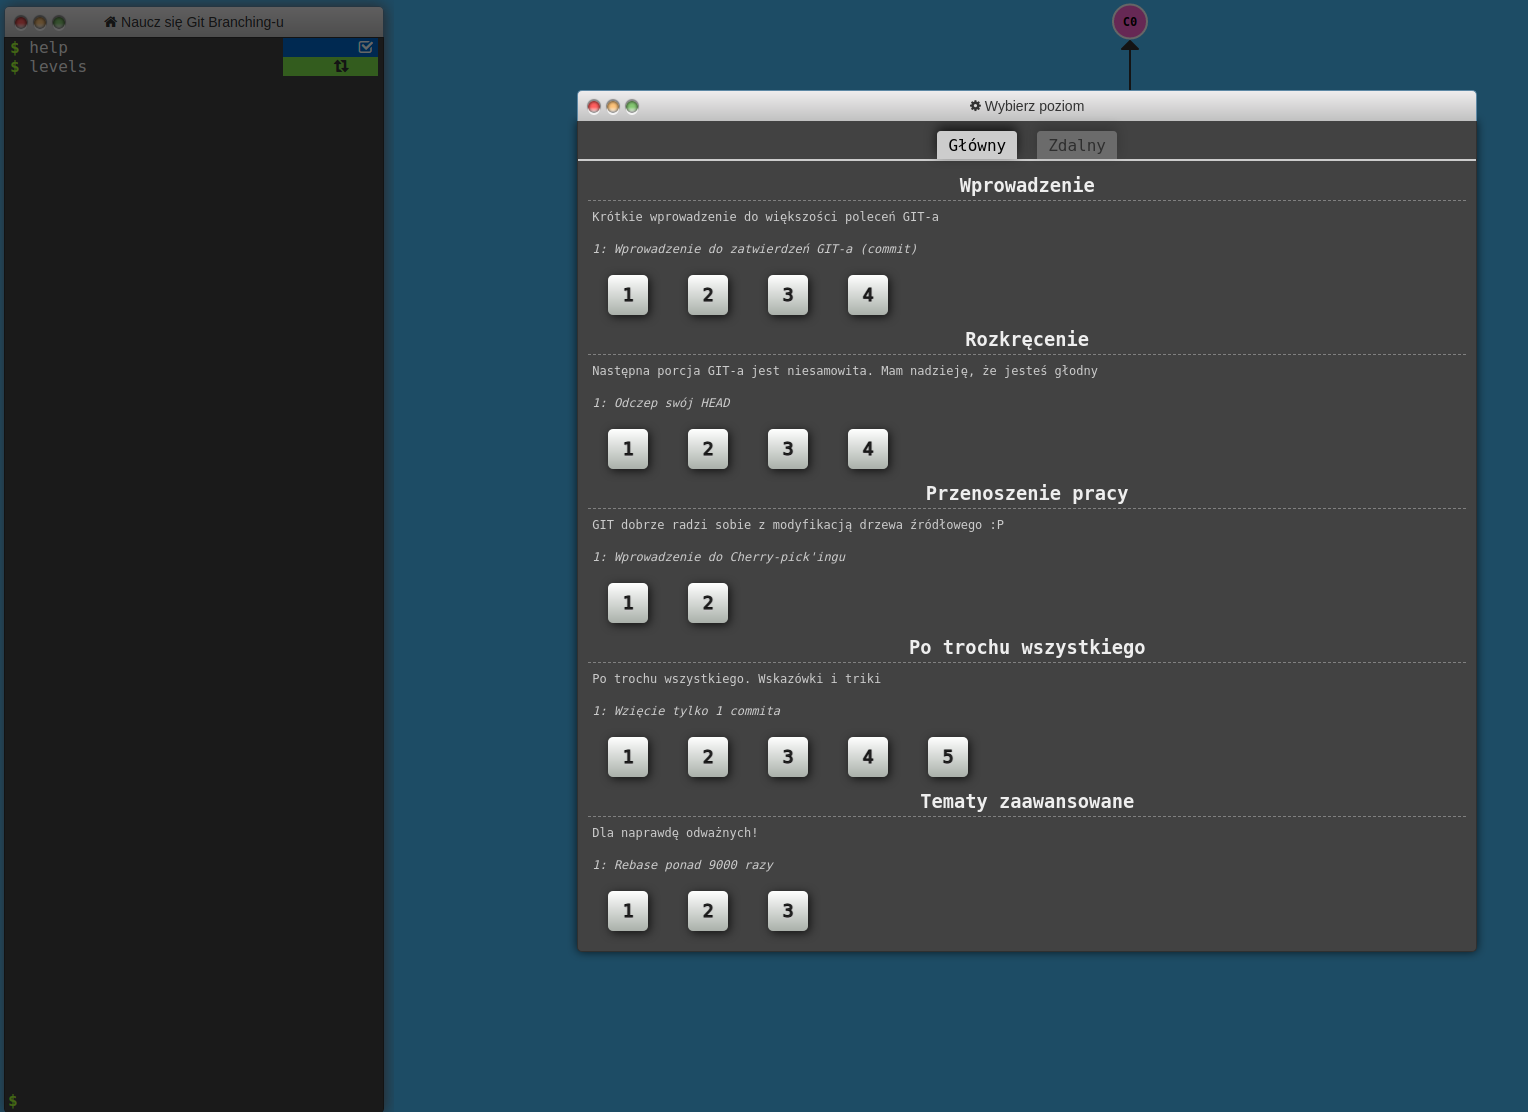 Naucz się Git Branching-u
$ help
$ levels
$
C0
Wybierz poziom
Główny Zdalny
Wprowadzenie
Krótkie wprowadzenie do większości poleceń GIT-a
1: Wprowadzenie do zatwierdzeń GIT-a (commit)
1 2 3 4
Rozkręcenie
Następna porcja GIT-a jest niesamowita. Mam nadzieję, że jesteś głodny
1: Odczep swój HEAD
1 2 3 4
Przenoszenie pracy
GIT dobrze radzi sobie z modyfikacją drzewa źródłowego :P
1: Wprowadzenie do Cherry-pick'ingu
1 2
Po trochu wszystkiego
Po trochu wszystkiego. Wskazówki i triki
1: Wzięcie tylko 1 commita
1 2 3 4 5
Tematy zaawansowane
Dla naprawdę odważnych!
1: Rebase ponad 9000 razy
1 2 3